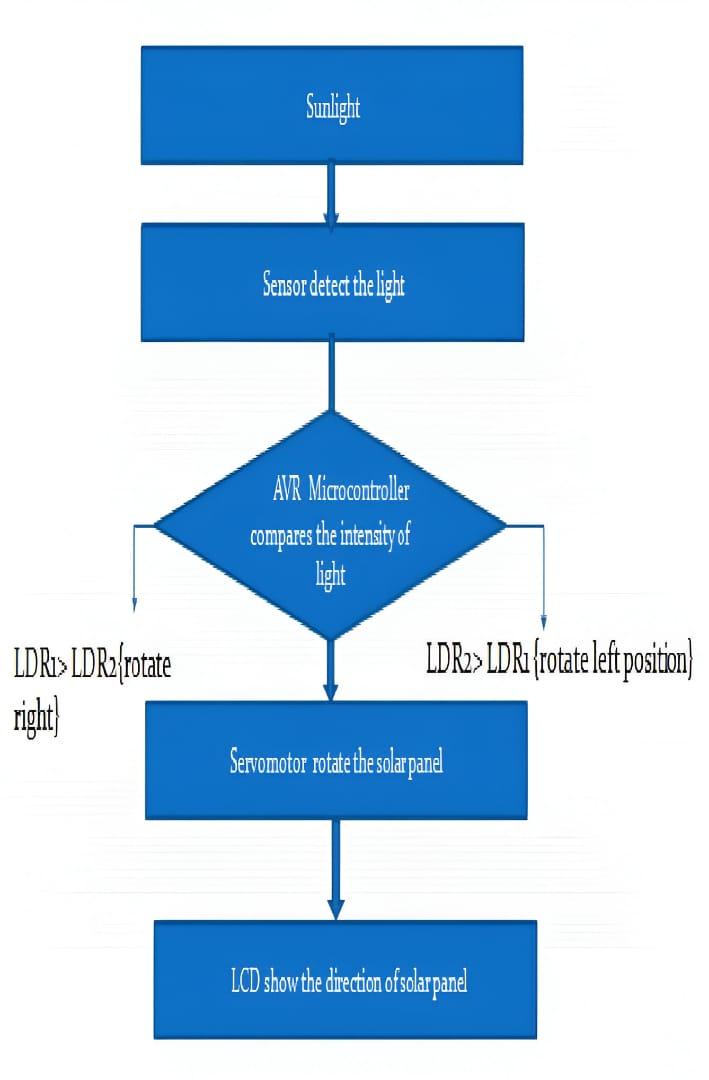 Sunlight
Sensor detect the light
AVR Microcontroller
compares the intensity of
light
LDR1> LDR2{rotate
right}
LDR2> LDR1 {rotate left position}
Servomotor rotate the solar panel
LCD show the direction of solar panel